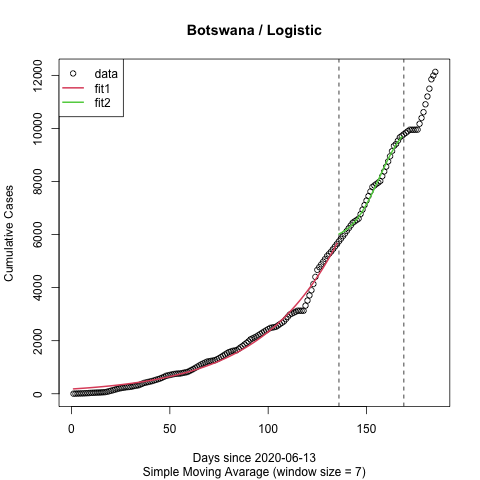 Botswana / Logistic
data
fit1
fit2
Cumulative Cases
12000
10000
8000
6000
4000
2000
0
0 50 100 150
Days since 2020-06-13
Simple Moving Avarage (window size = 7)